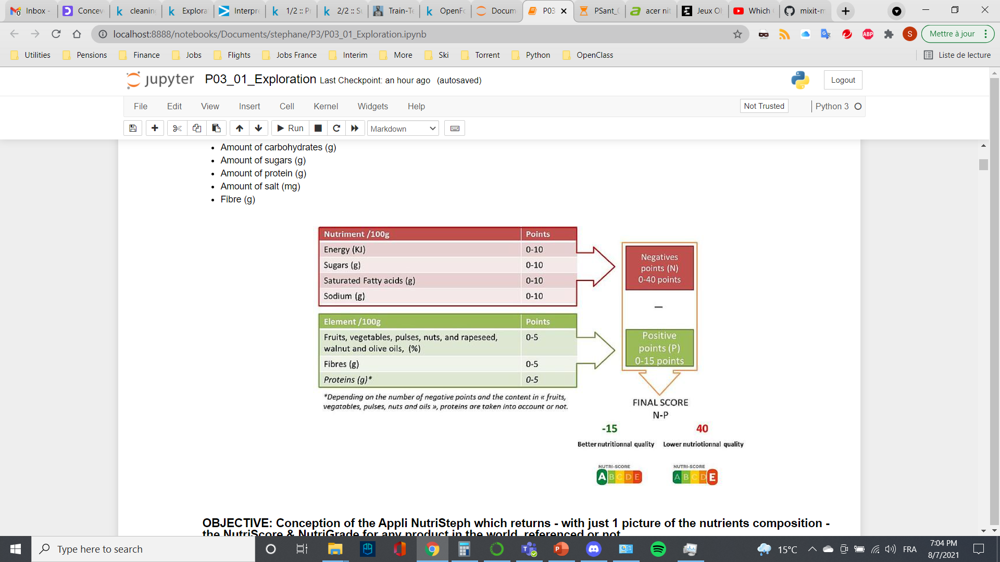 Inbox -
Concev
cleanin
Explora
Interpre
1/2 :: Pr
2/2 :: Su
Train-Te
OpenFo
Docum
P03
PSant_
acer nit
Jeux Ol
Which
mixit-m
localhost:8888/notebooks/Documents/stephane/P3/P03_01_Exploration.ipynb
ABP
S
Mettre à jour
Utilities
Pensions
Finance
Jobs
Flights
Jobs France
Interim
More
Ski
Torrent
Python
OpenClass
Liste de lecture
jupyter P03_01_Exploration Last Checkpoint: an hour ago (autosaved)
Logout
File Edit View Insert Cell Kernel Widgets Help
Not Trusted
Python 3
Run
Markdown
• Amount of carbohydrates (g)
• Amount of sugars (g)
• Amount of protein (g)
• Amount of salt (mg)
• Fibre (g)
Nutriment /100g Points
Energy (KJ) 0-10
Sugars (g) 0-10
Saturated Fatty acids (g) 0-10
Sodium (g) 0-10
Negatives
points (N)
0-40 points
—
Element /100g Points
Fruits, vegetables, pulses, nuts, and rapeseed, 0-5
walnut and olive oils, (%)
Fibres (g) 0-5
Proteins (g)* 0-5
Positive
points (P)
0-15 points
*Depending on the number of negative points and the content in « fruits,
vegatables, pulses, nuts and oils », proteins are taken into account or not.
FINAL SCORE
N-P
-15 40
Better nutritionnal quality Lower nutriotionnal quality
NUTRI-SCORE
A B C D E
NUTRI-SCORE
A B C D E
OBJECTIVE: Conception of the Appli NutriSteph which returns - with just 1 picture of the nutrients composition -
the NutriScore & NutriGrade for any product in the world, referenced or not
Type here to search
15°C
FRA
7:04 PM
8/7/2021